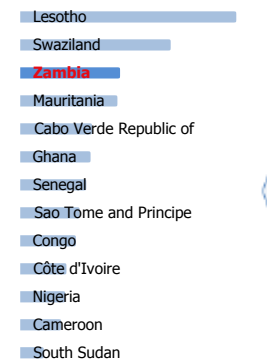 Lesotho
Swaziland
Zambia
Mauritania
Cabo Verde Republic of
Ghana
Senegal
Sao Tome and Principe
Congo
Côte d'Ivoire
Nigeria
Cameroon
South Sudan